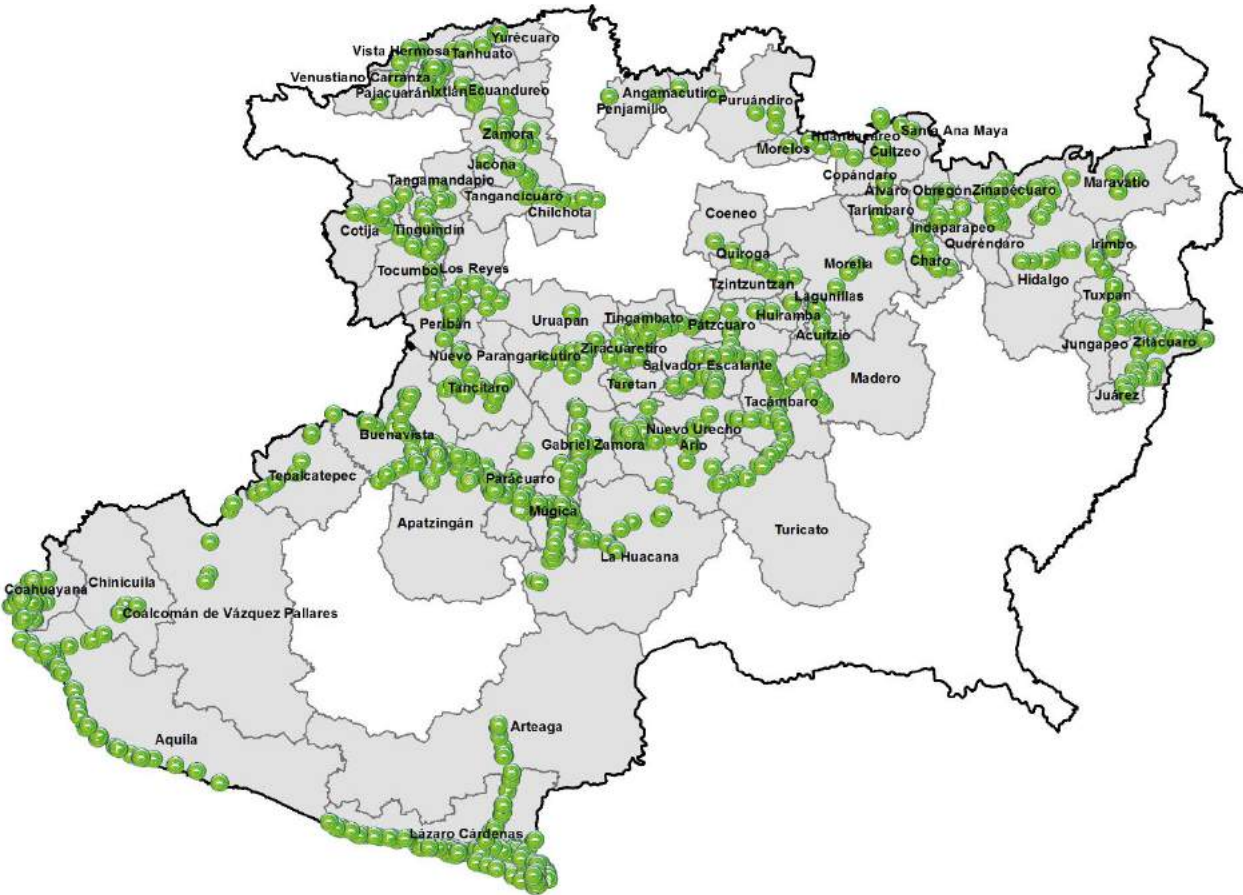 Yurécuaro
Vista Hermosa
Tanhuato
Venustiano Carranza
Pajacuarán
Ixtlán
Ecuandureo
Angamacutiro
Penjamillo
Puruándiro
Zamora
Huandacareo
Santa Ana Maya
Morelos
Cuitzeo
Jacona
Copándaro
Tangamandapio
Tangancícuaro
Chilchota
Álvaro Obregón
Zinapécuaro
Maravatío
Coeneo
Tarímbaro
Cotija
Tingüindín
Indaparapeo
Queréndaro
Irimbo
Quiroga
Tocumbo
Los Reyes
Morelia
Charo
Hidalgo
Tzintzuntzan
Lagunillas
Tuxpan
Peribán
Uruapan
Tingambato
Pátzcuaro
Huiramba
Acuitzio
Jungapeo
Zitácuaro
Nuevo Parangaricutiro
Ziracuaretiro
Salvador Escalante
Madero
Tancítaro
Taretan
Juárez
Tacámbaro
Buenavista
Gabriel Zamora
Nuevo Urecho
Ario
Tepalcatepec
Parácuaro
Apatzingán
Múgica
Turicato
La Huacana
Coahuayana
Chinicuila
Coalcomán de Vázquez Pallares
Aquila
Arteaga
Lázaro Cárdenas